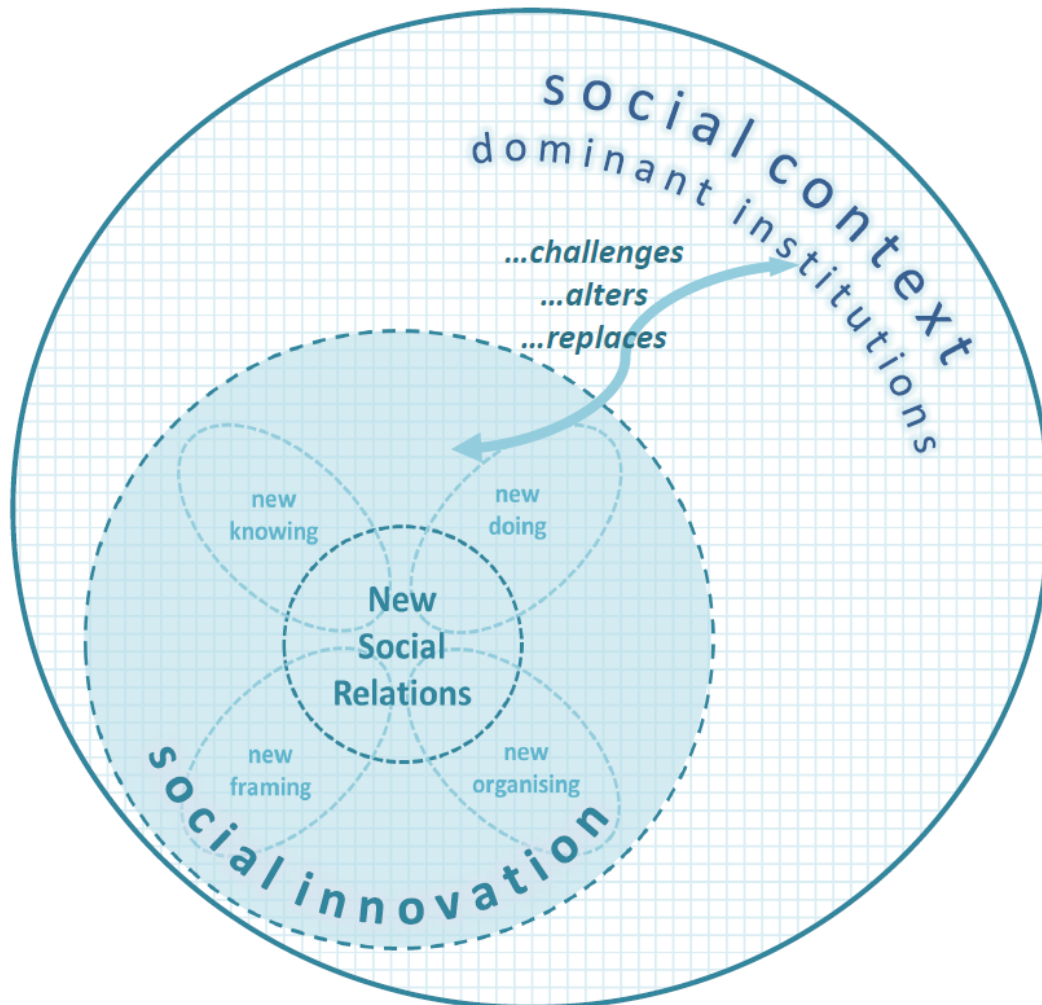 social context
dominant institutions
...challenges
...alters
...replaces
new
knowing
new
doing
New
Social
Relations
new
framing
new
organising
social innovation